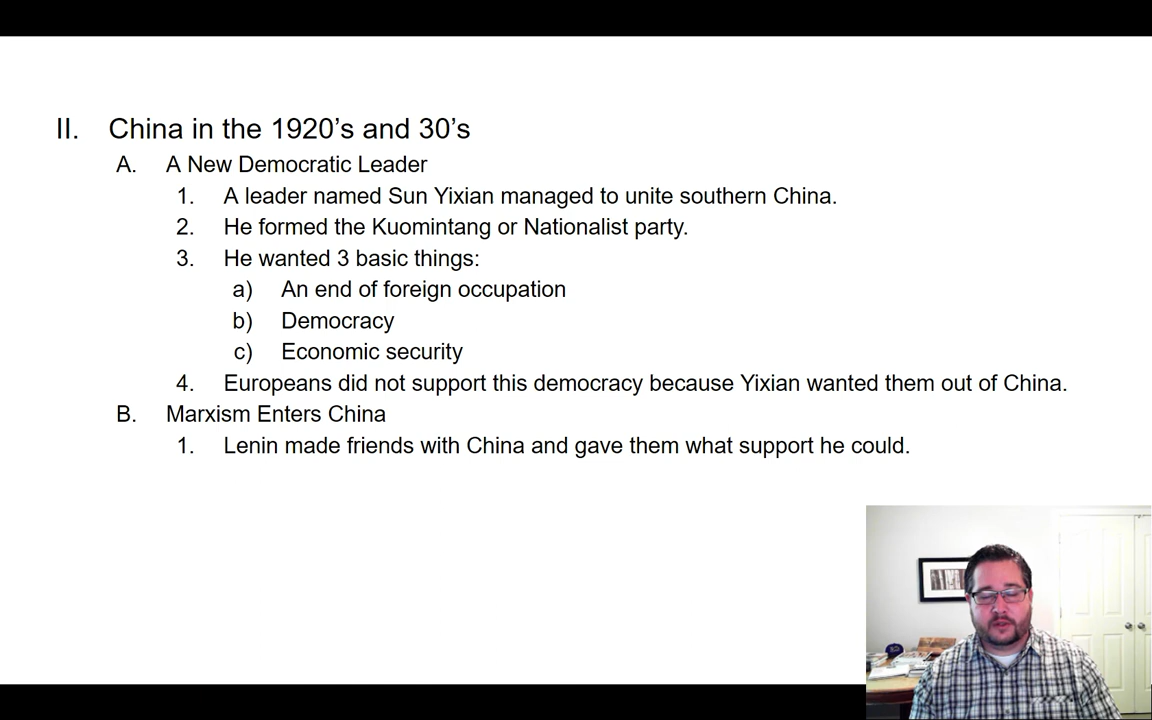 II. China in the 1920’s and 30’s
A. A New Democratic Leader
1. A leader named Sun Yixian managed to unite southern China.
2. He formed the Kuomintang or Nationalist party.
3. He wanted 3 basic things:
a) An end of foreign occupation
b) Democracy
c) Economic security
4. Europeans did not support this democracy because Yixian wanted them out of China.
B. Marxism Enters China
1. Lenin made friends with China and gave them what support he could.